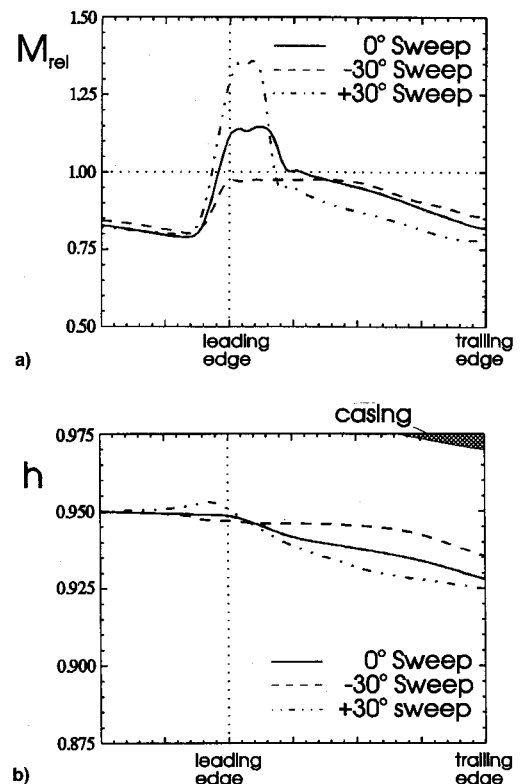 1.50
M rel
0° Sweep
-30° Sweep
+30° Sweep
1.25
1.00
0.75
0.50
leading edge
trailing edge
a)
casing
0.975
h
0.950
0.925
0.900
0° Sweep
-30° Sweep
+30° sweep
0.875
leading edge
trailing edge
b)